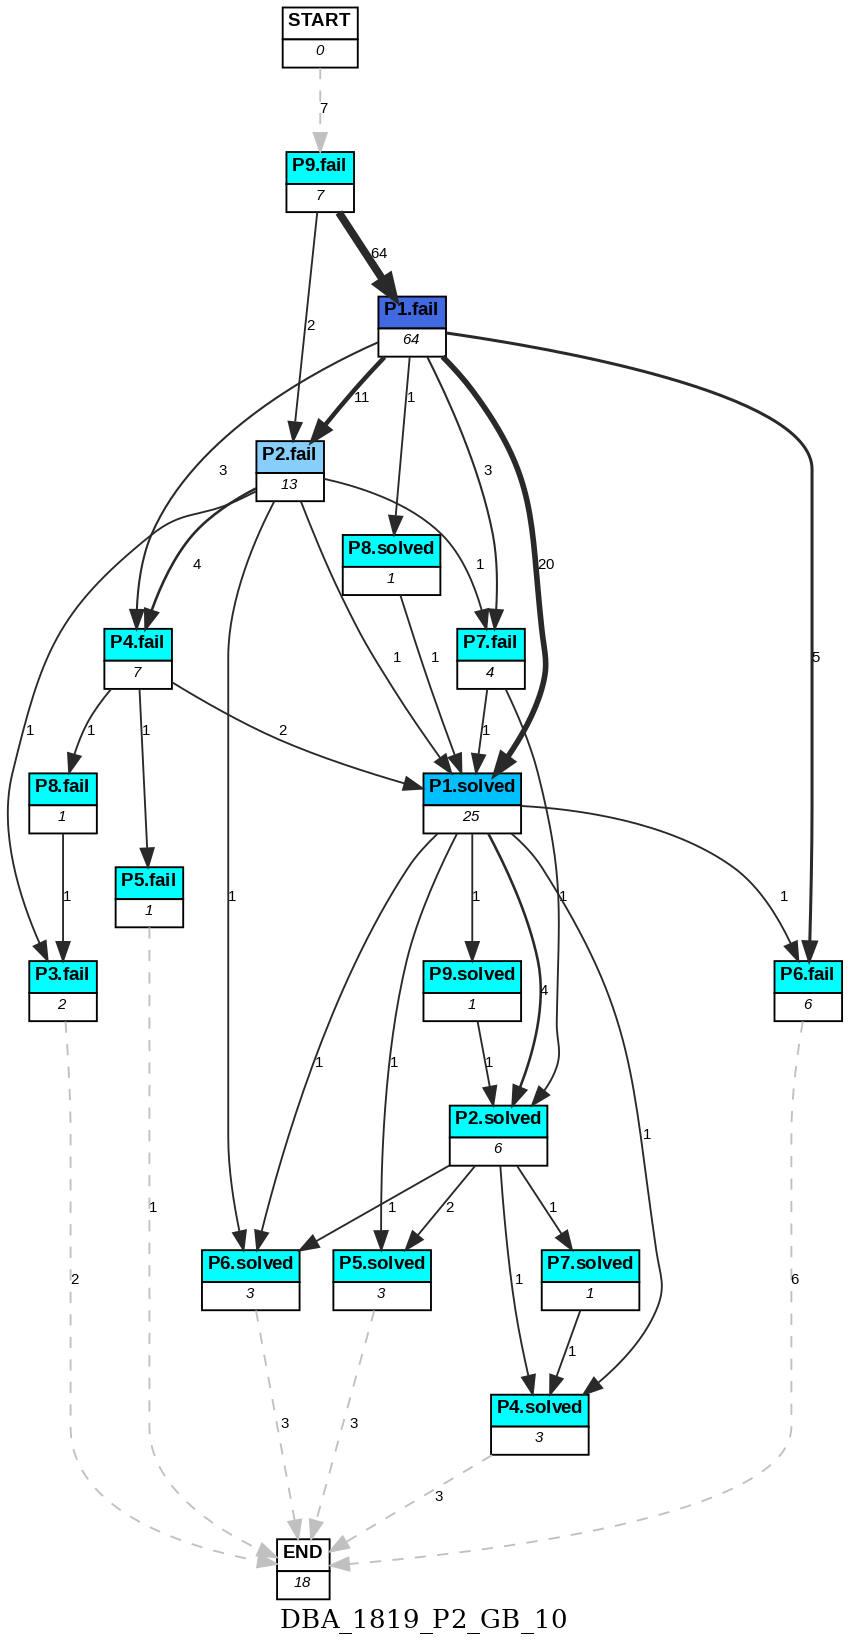 START
0
7
P9.fail
7
64
2
P1.fail
64
3
11
1
3
20
5
P2.fail
13
P8.solved
1
4
1
1
1
1
1
P4.fail
7
P7.fail
4
2
1
1
1
1
P8.fail
1
P1.solved
25
P5.fail
1
1
1
1
1
4
1
1
P3.fail
2
P9.solved
1
P6.fail
6
1
P2.solved
6
1
1
2
1
P6.solved
3
P5.solved
3
P7.solved
1
1
2
6
1
P4.solved
3
3
3
3
END
18
DBA_1819_P2_GB_10